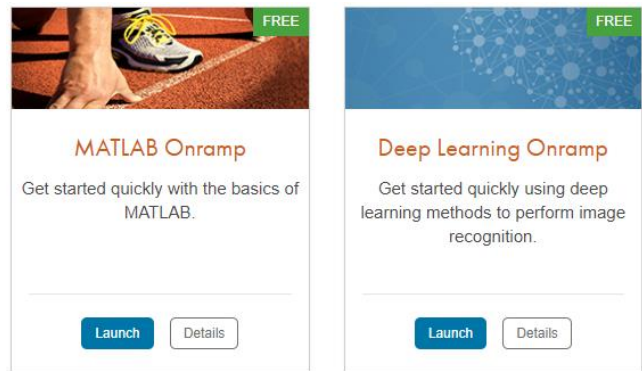 FREE
MATLAB Onramp
Get started quickly with the basics of
MATLAB.
Launch
Details
FREE
Deep Learning Onramp
Get started quickly using deep
learning methods to perform image
recognition.
Launch
Details